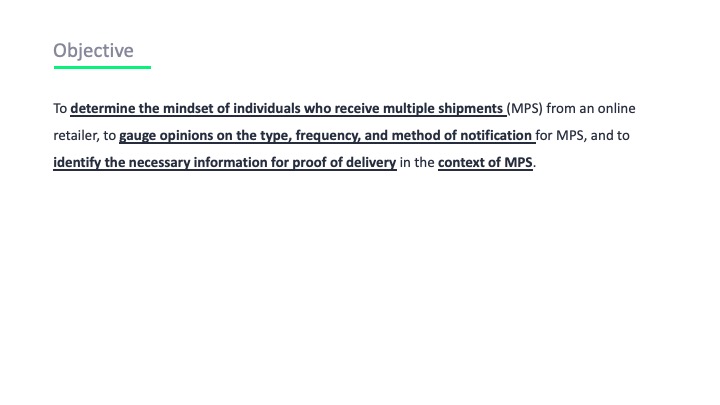 Objective
To determine the mindset of individuals who receive multiple shipments (MPS) from an online
retailer, to gauge opinions on the type, frequency, and method of notification for MPS, and to
identify the necessary information for proof of delivery in the context of MPS.